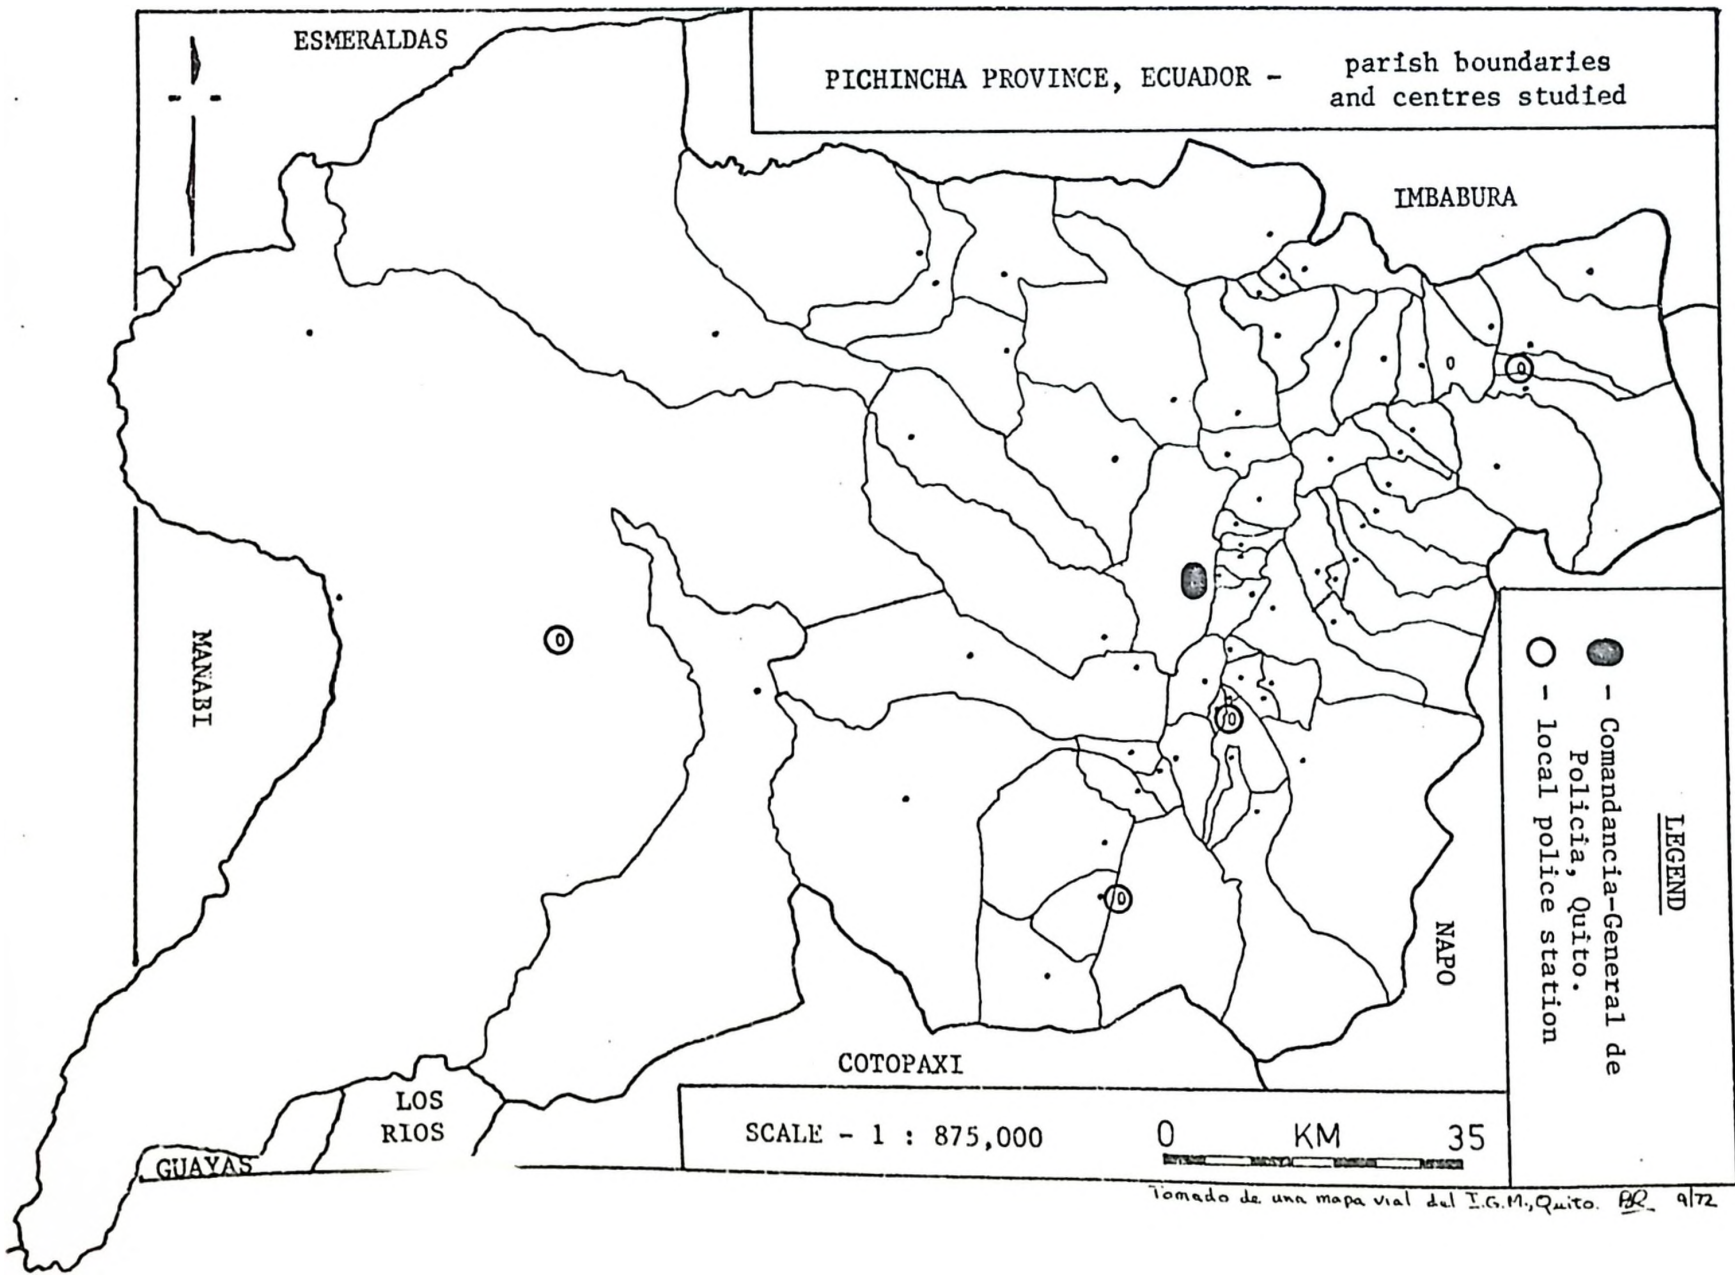 ESMERALDAS
PICHINCHA PROVINCE, ECUADOR - parish boundaries
and centres studied
IMBABURA
MANABI
LEGEND
- Comandancia-General de
Policia, Quito.
- local police station
NAPO
COTOPAXI
LOS
RIOS
GUAYAS
SCALE - 1 : 875,000
0 KM 35
Tomado de una mapa vial del I.G.M., Quito. 9/72